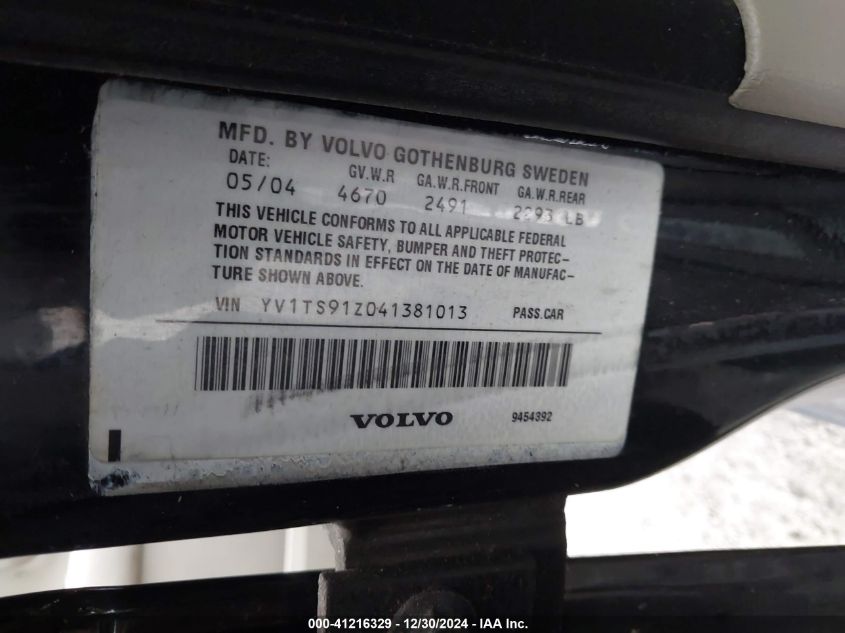 MFD. BY VOLVO GOTHENBURG SWEDEN
DATE: GV.W.R GA.W.R.FRONT GA.W.R.REAR
05/04 4670 2491 2293 LB
THIS VEHICLE CONFORMS TO ALL APPLICABLE FEDERAL
MOTOR VEHICLE SAFETY, BUMPER AND THEFT PROTEC-
TION STANDARDS IN EFFECT ON THE DATE OF MANUFAC-
TURE SHOWN ABOVE.
VIN YV1TS91Z041381013 PASS.CAR
VOLVO 9454392
000-41216329 - 12/30/2024 - IAA Inc.